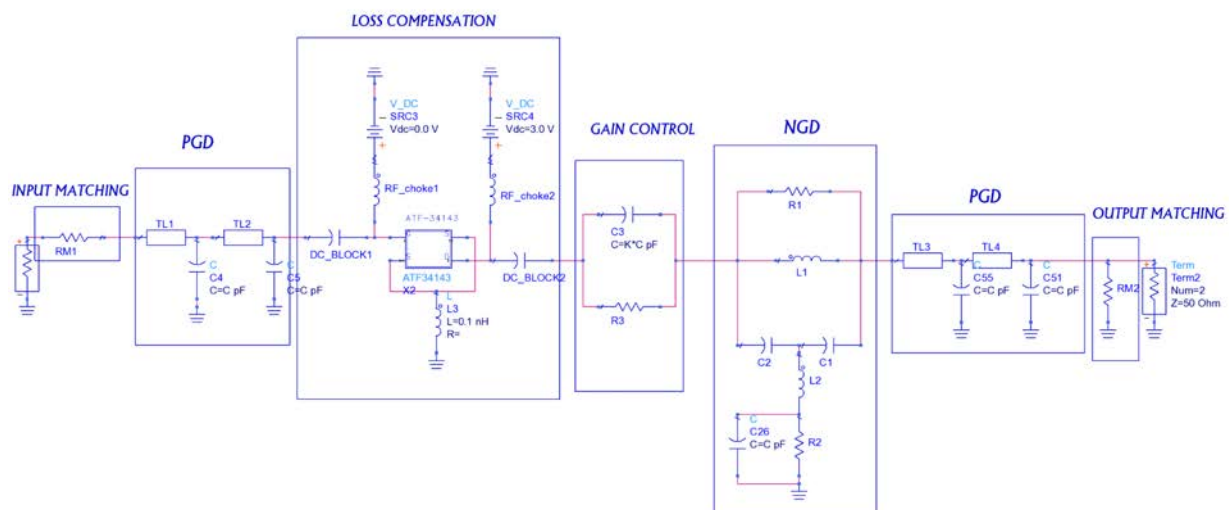 LOSS COMPENSATION
V_DC
SRC3
Vdc=0.0 V
V_DC
SRC4
Vdc=3.0 V
RF_choke1
RF_choke2
GAIN CONTROL
NGD
PGD
INPUT MATCHING
RM1
TL1
TL2
C
C4
C=C pF
C
C5
C=C pF
DC_BLOCK1
ATF-34143
ATF34143
X2
DC_BLOCK2
L
L3
L=0.1 nH
R=
C3
C=K*C pF
R3
R1
L1
C2
C1
L2
C
C26
C=C pF
R2
PGD
TL3
TL4
C
C55
C=C pF
C
C51
C=C pF
OUTPUT MATCHING
RM2
Term
Term2
Num=2
Z=50 Ohm